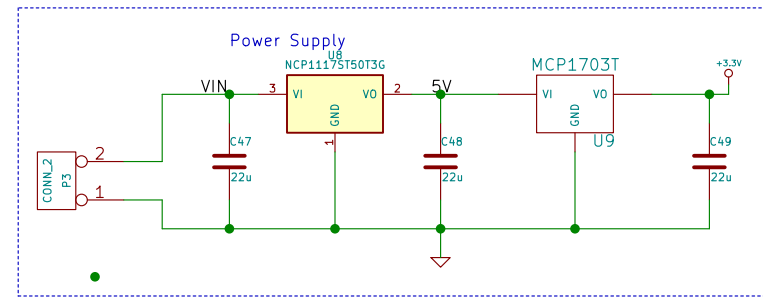 Power Supply
U8
NCP1117ST50T3G
MCP1703T
+3.3V
VIN
3
VI
VO
2
5V
VI
VO
GND
GND
1
U9
C47
C48
C49
22u
22u
22u
CONN_2
P3
2
1